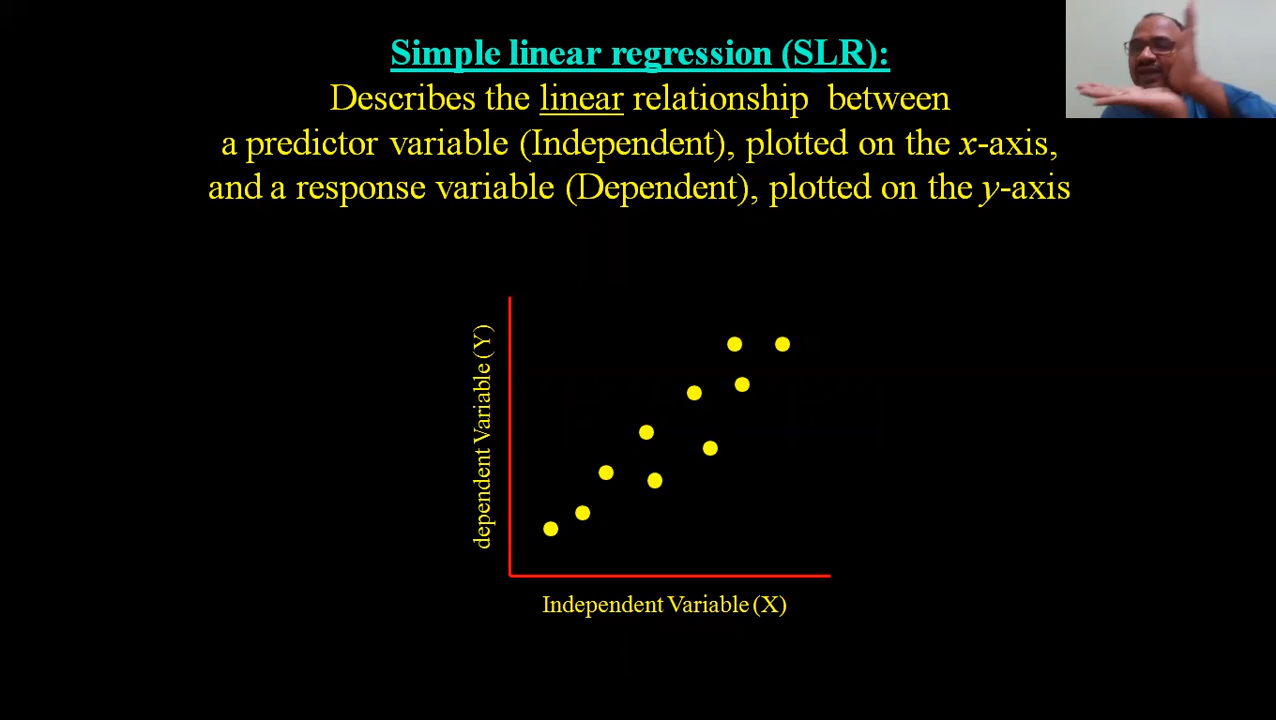 Simple linear regression (SLR):
Describes the linear relationship between
a predictor variable (Independent), plotted on the x-axis,
and a response variable (Dependent), plotted on the y-axis
dependent Variable (Y)
Independent Variable (X)